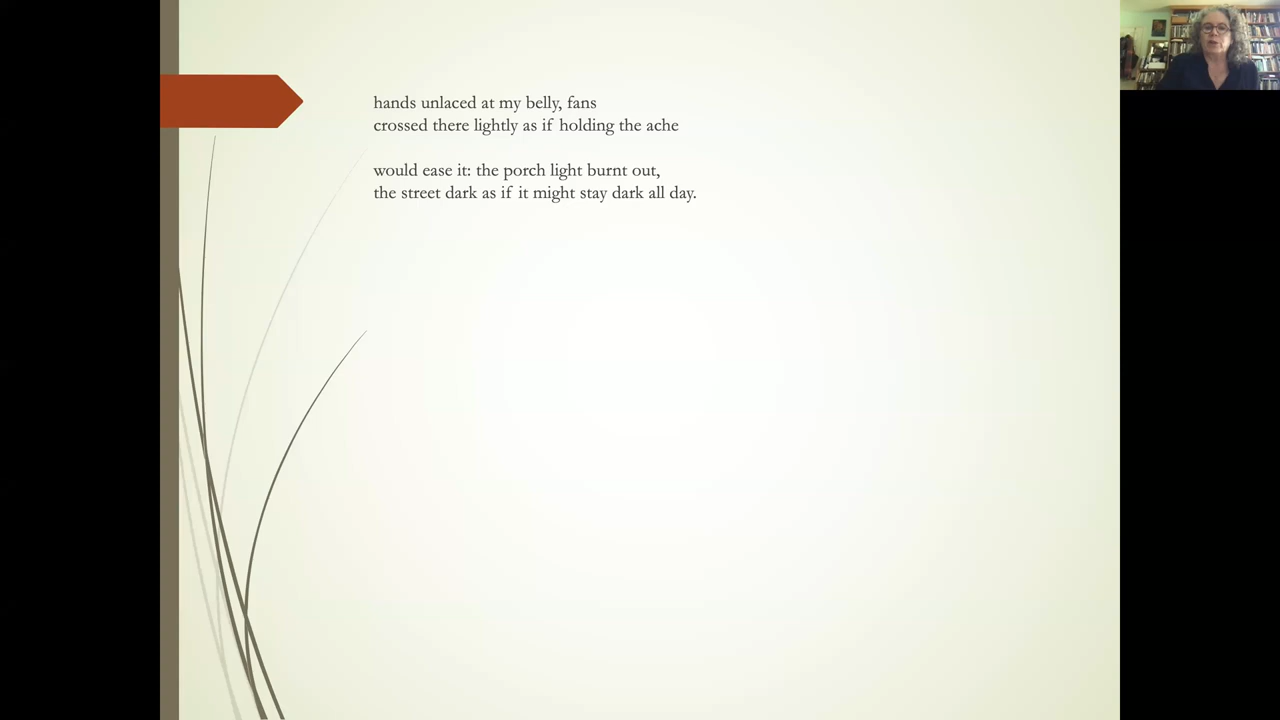 hands unlaced at my belly, fans
crossed there lightly as if holding the ache
would ease it: the porch light burnt out,
the street dark as if it might stay dark all day.